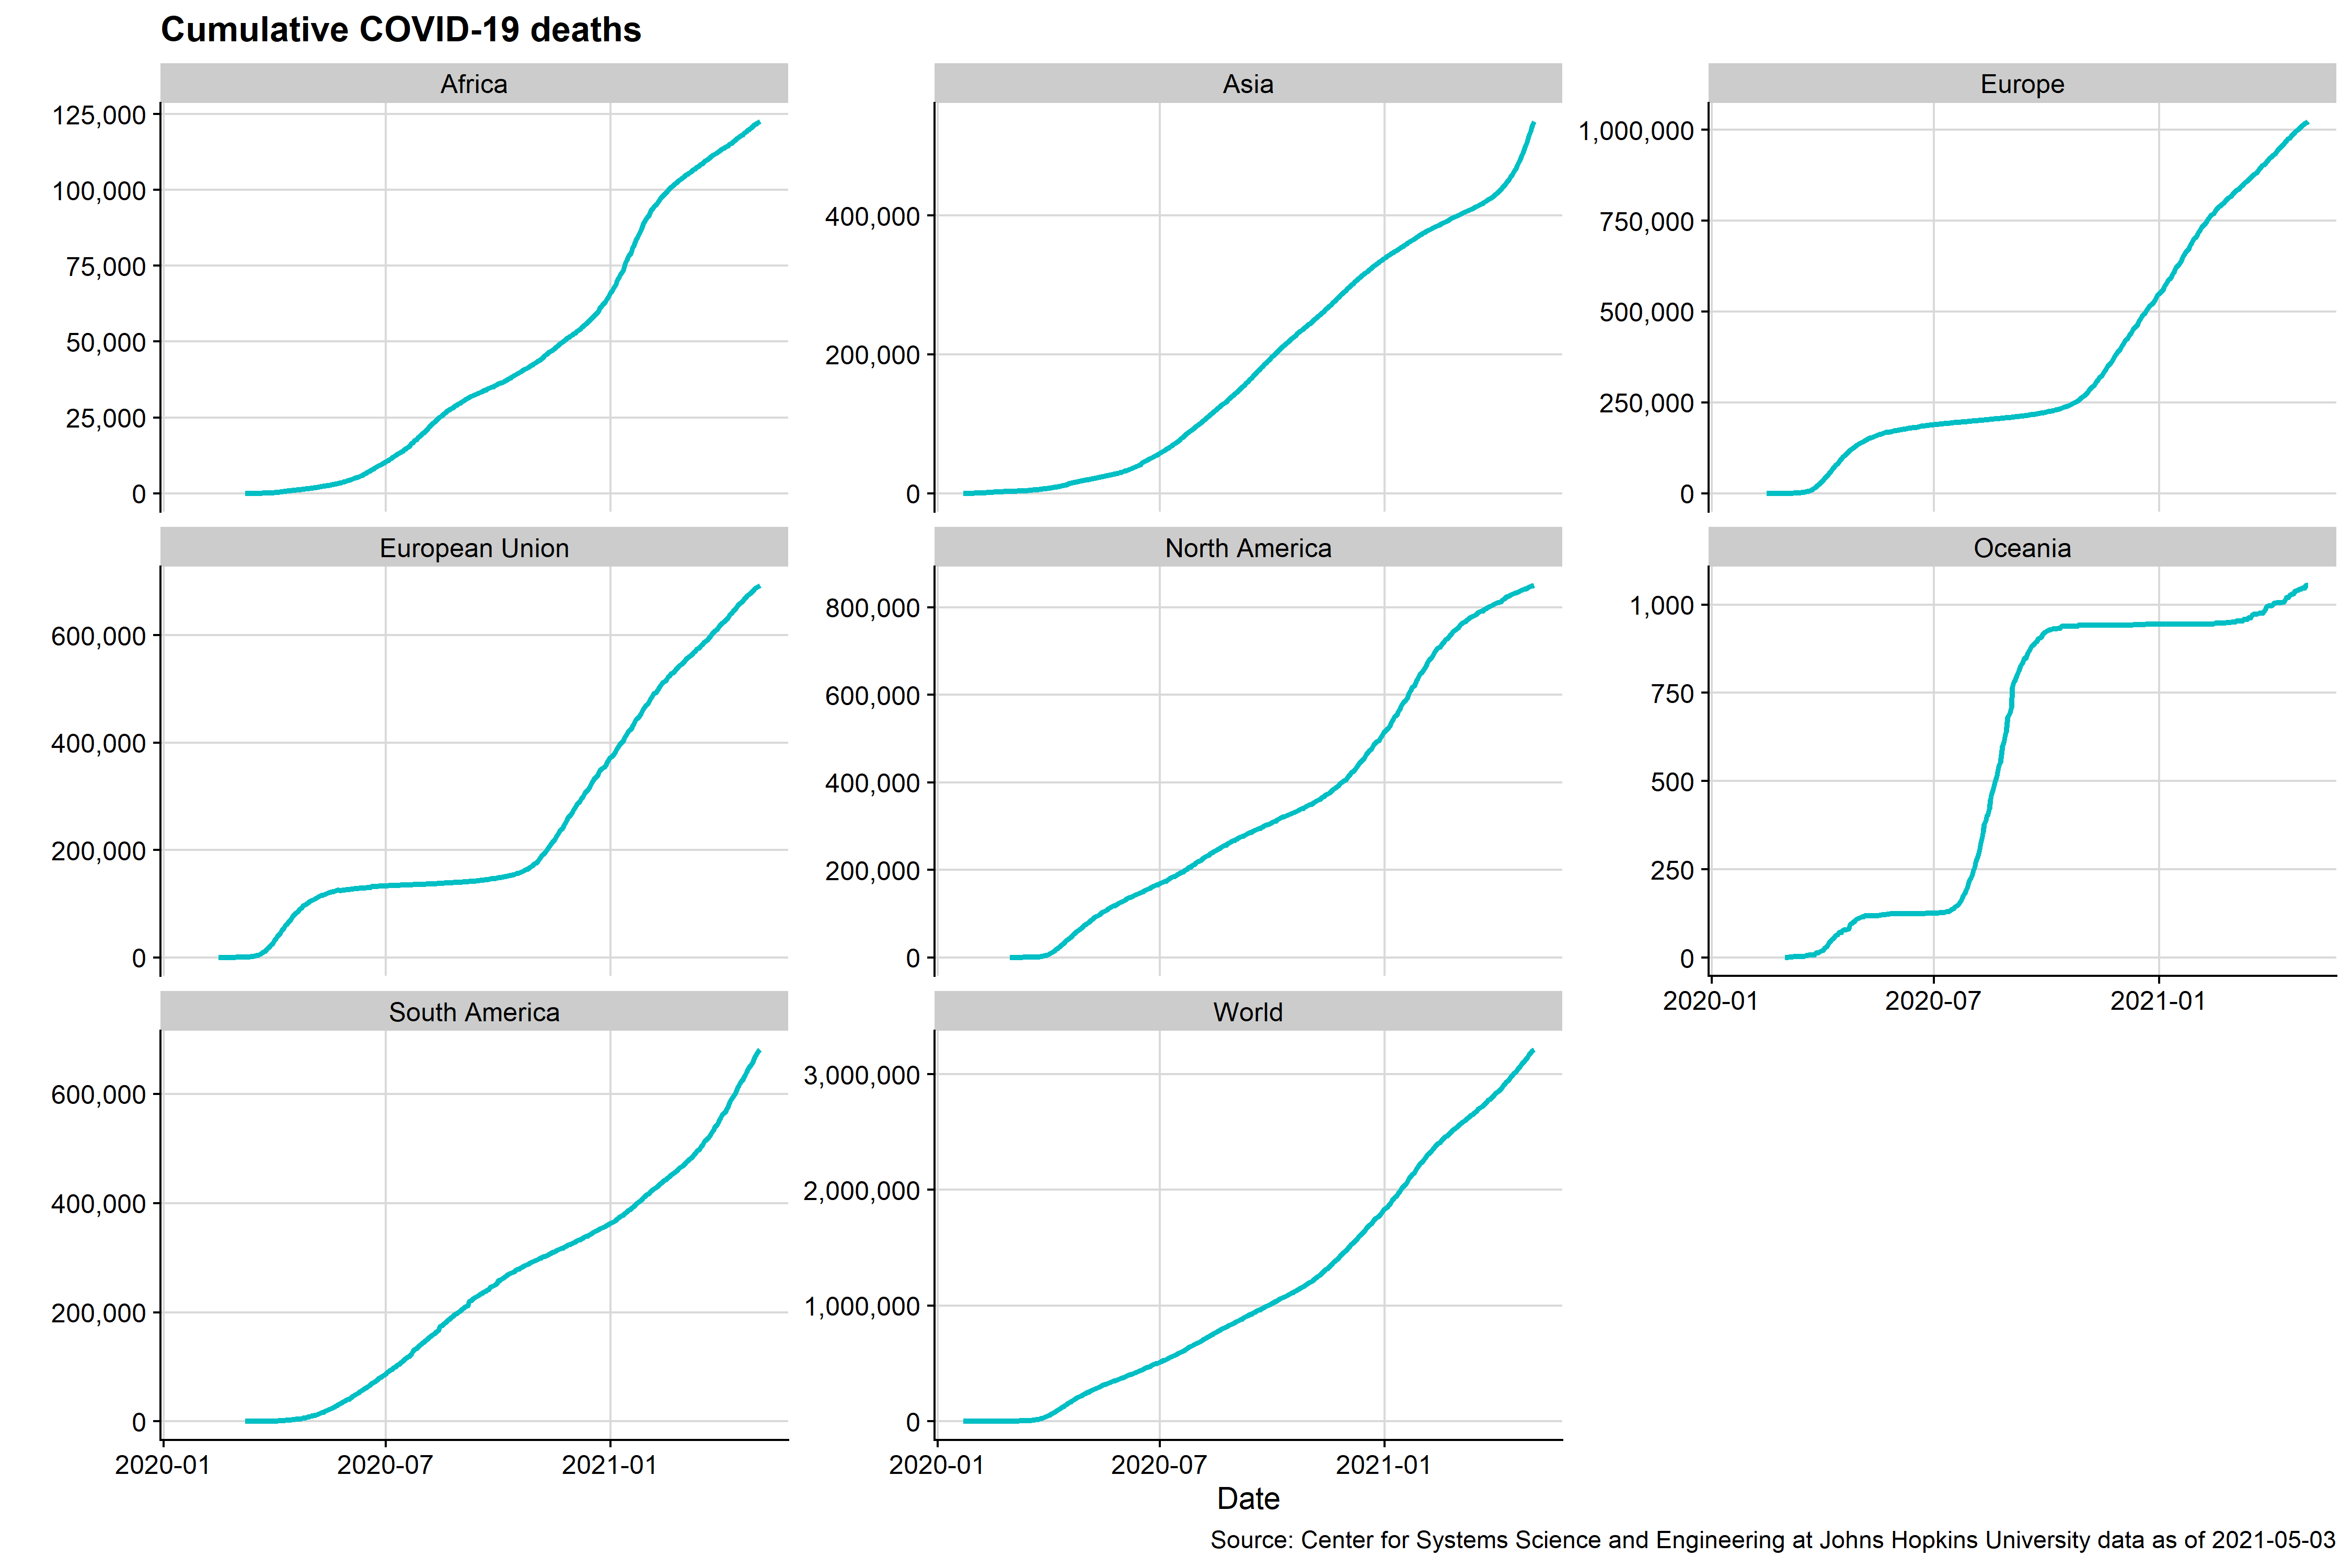 Cumulative COVID-19 deaths
Africa
125,000
100,000
75,000
50,000
25,000
0
Asia
400,000
200,000
0
Europe
1,000,000
750,000
500,000
250,000
0
European Union
600,000
400,000
200,000
0
North America
800,000
600,000
400,000
200,000
0
Oceania
1,000
750
500
250
0
2020-01 2020-07 2021-01
South America
600,000
400,000
200,000
0
2020-01 2020-07 2021-01
World
3,000,000
2,000,000
1,000,000
0
2020-01 2020-07 2021-01
Date
Source: Center for Systems Science and Engineering at Johns Hopkins University data as of 2021-05-03